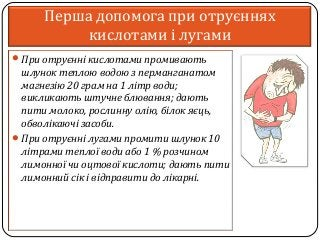 Перша допомога при отруєннях
кислотами і лугами
При отруєнні кислотами промивають
шлунок теплою водою з перманганатом
магнезію 20 грам на 1 літр води;
викликають штучне блювання; дають
пити молоко, рослинну олію, білок яєць,
обволікаючі засоби.
При отруєнні лугами промити шлунок 10
літрами теплої води або 1 % розчином
лимонної чи оцтової кислоти; дають пити
лимонний сік і відправити до лікарні.